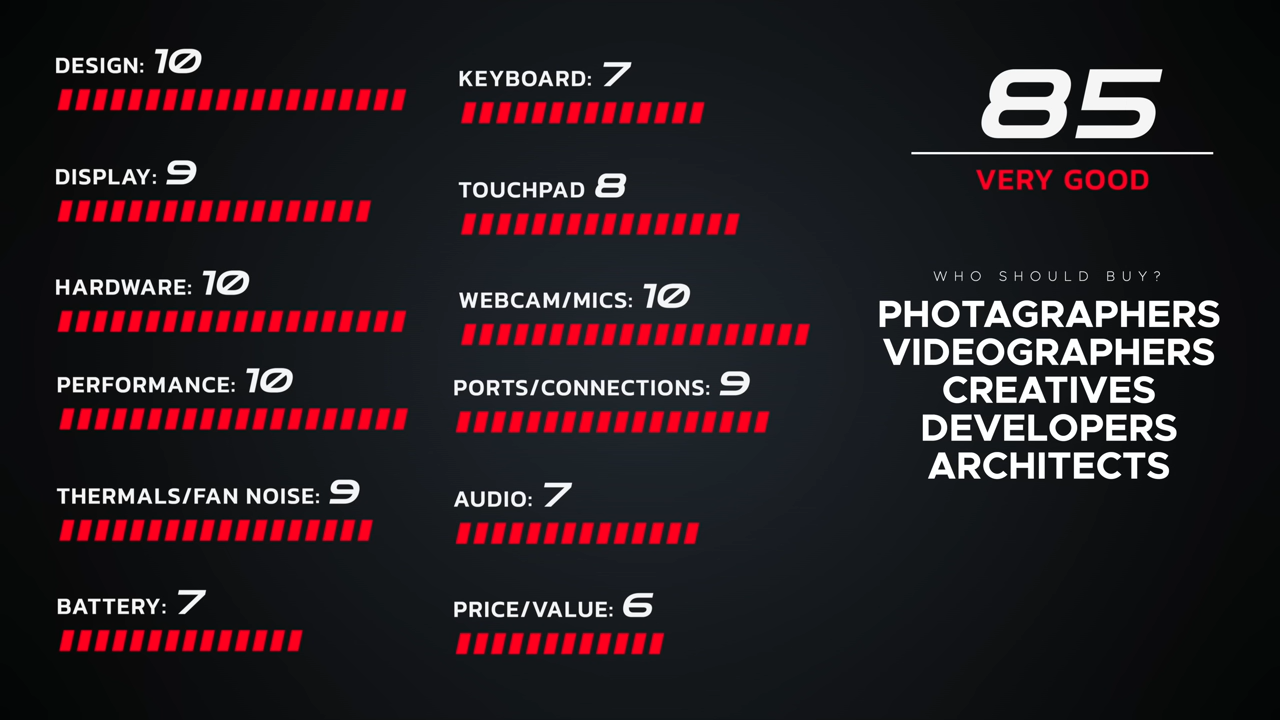 DESIGN: 10
DISPLAY: 9
HARDWARE: 10
PERFORMANCE: 10
THERMALS/FAN NOISE: 9
BATTERY: 7
KEYBOARD: 7
TOUCHPAD 8
WEBCAM/MICS: 10
PORTS/CONNECTIONS: 9
AUDIO: 7
PRICE/VALUE: 6
85
VERY GOOD
WHO SHOULD BUY?
PHOTAGRAPHERS
VIDEOGRAPHERS
CREATIVES
DEVELOPERS
ARCHITECTS